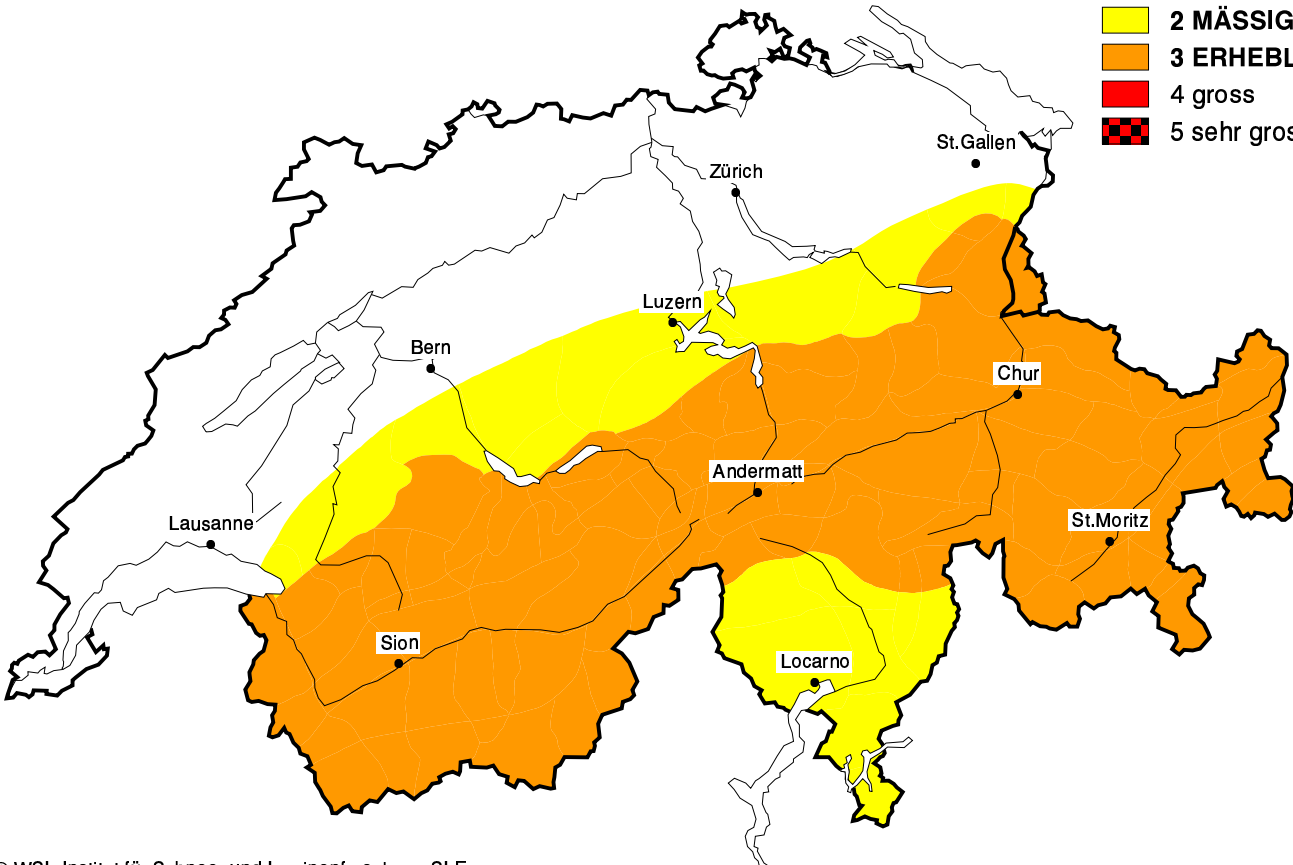 2 MÄSSIG
3 ERHEBL
4 gross
5 sehr gros
St.Gallen
Zürich
Luzern
Bern
Chur
Andermatt
Lausanne
St.Moritz
Sion
Locarno